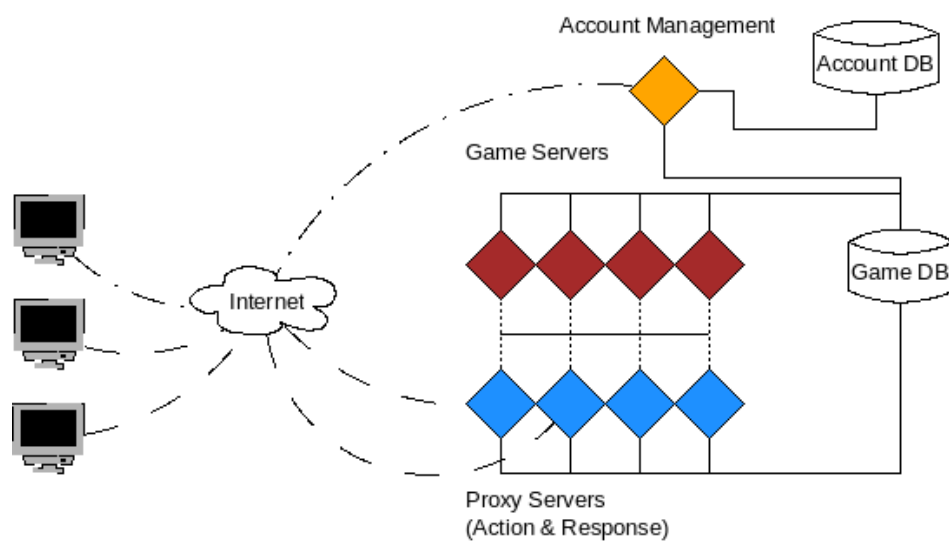 Account Management
Account DB
Game Servers
Internet
Game DB
Proxy Servers
(Action & Response)